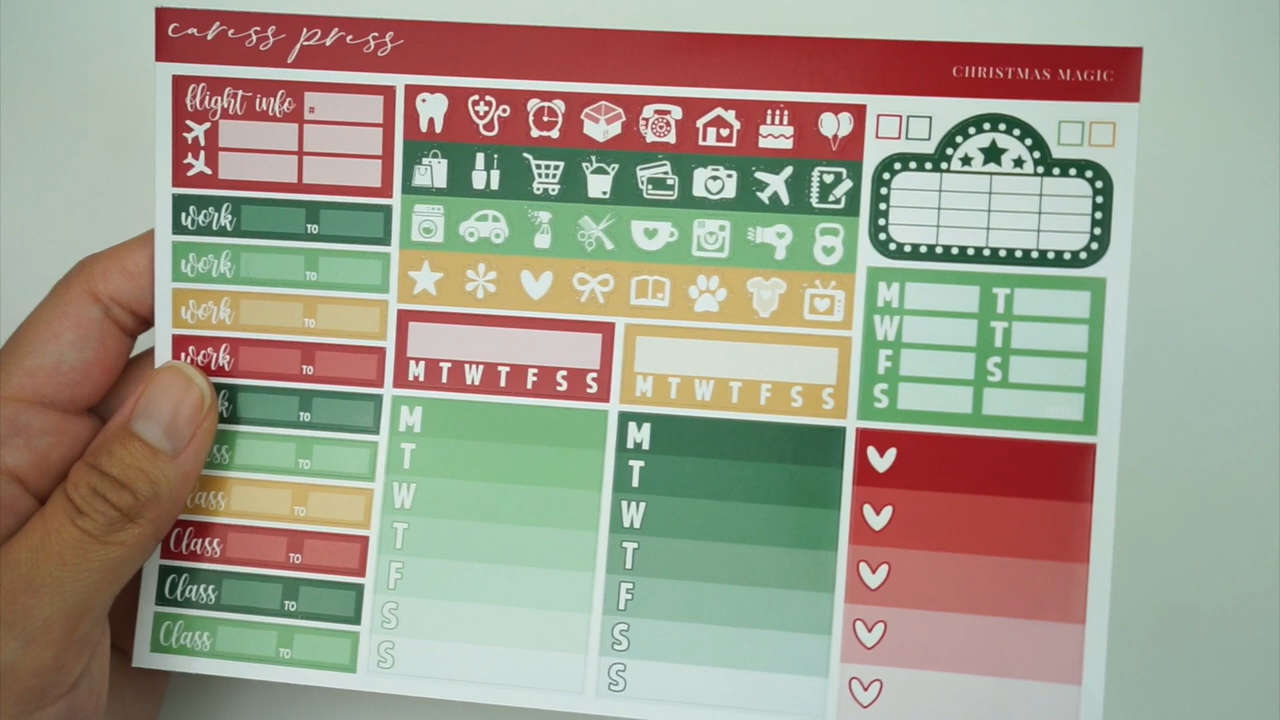 caress press
CHRISTMAS MAGIC
flight info #
work TO
work TO
work TO
work TO
TO
TO
TO
Class TO
Class TO
Class TO
M T W T F S S
M T W T F S S
M
T
W
T
F
S
S
M
T
W
T
F
S
S
M T
W T
F S
S